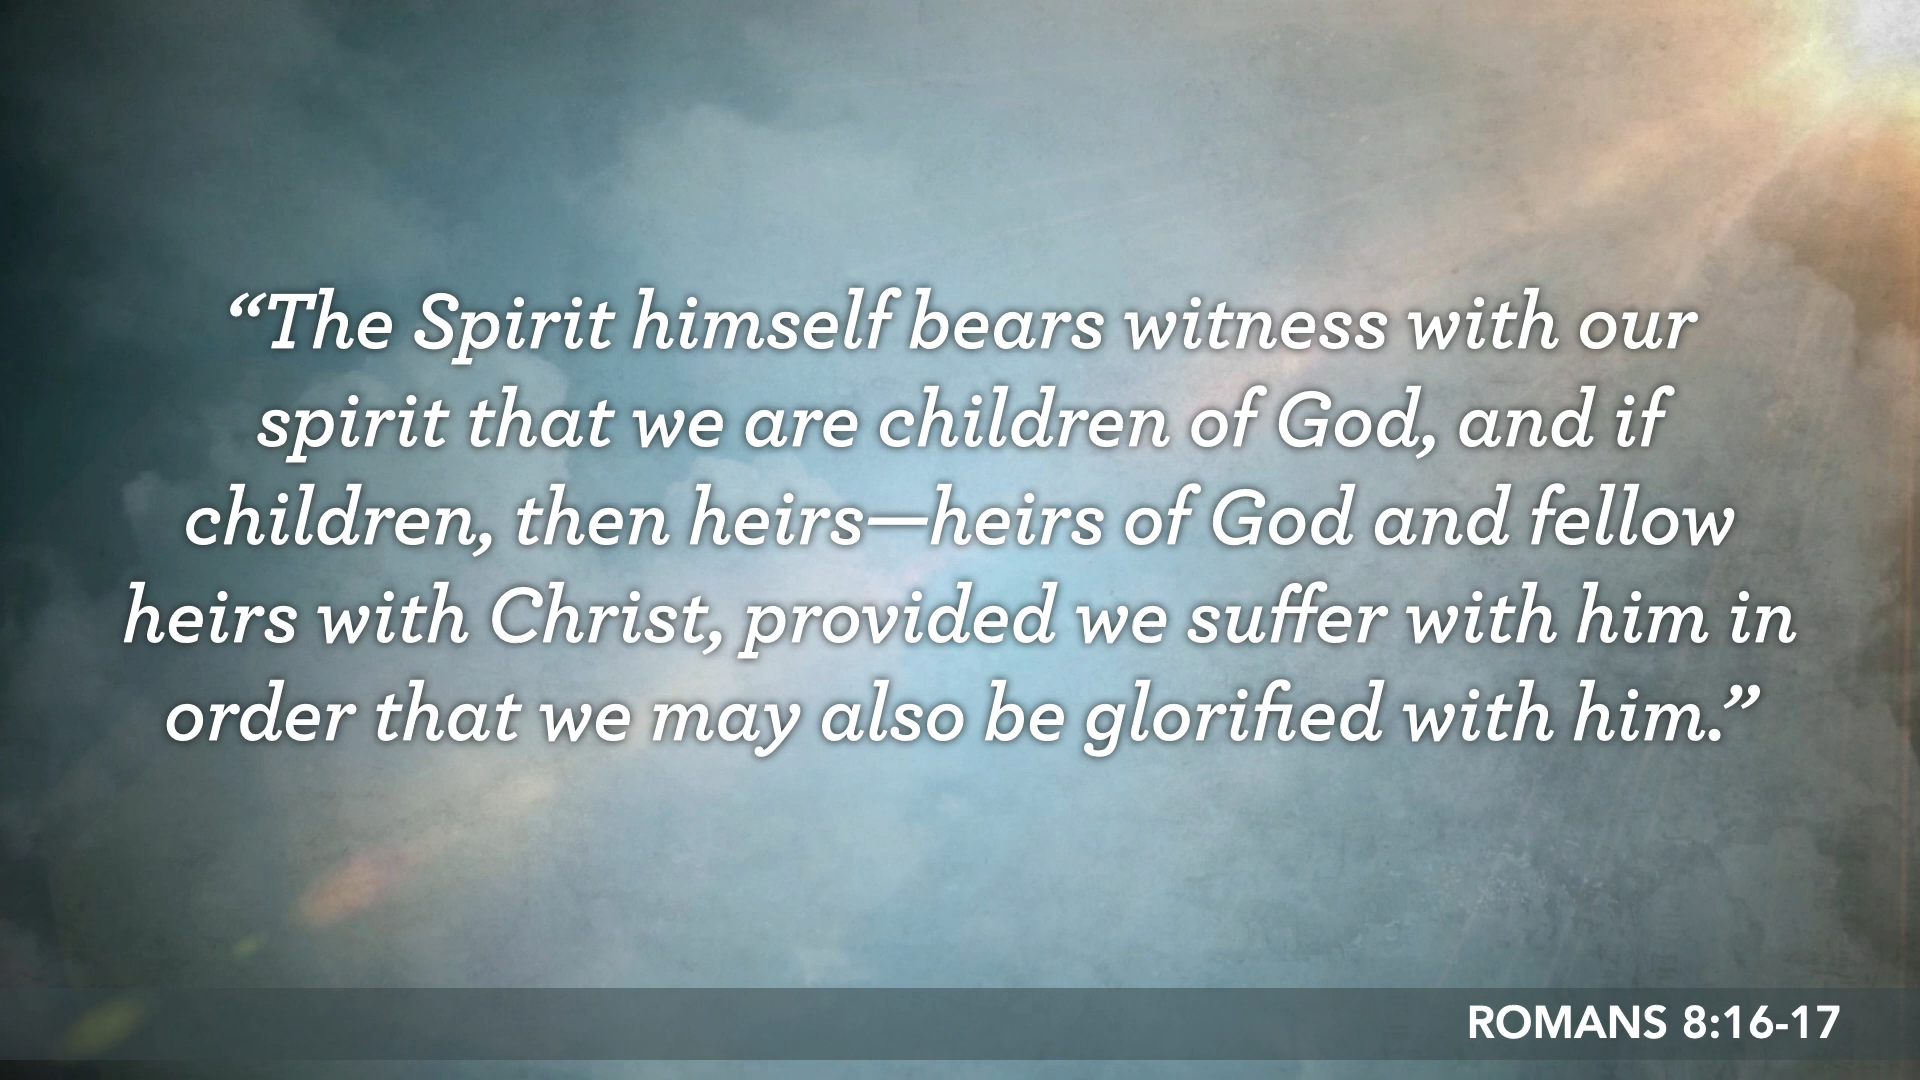 “The Spirit himself bears witness with our
spirit that we are children of God, and if
children, then heirs—heirs of God and fellow
heirs with Christ, provided we suffer with him in
order that we may also be glorified with him.”
ROMANS 8:16-17